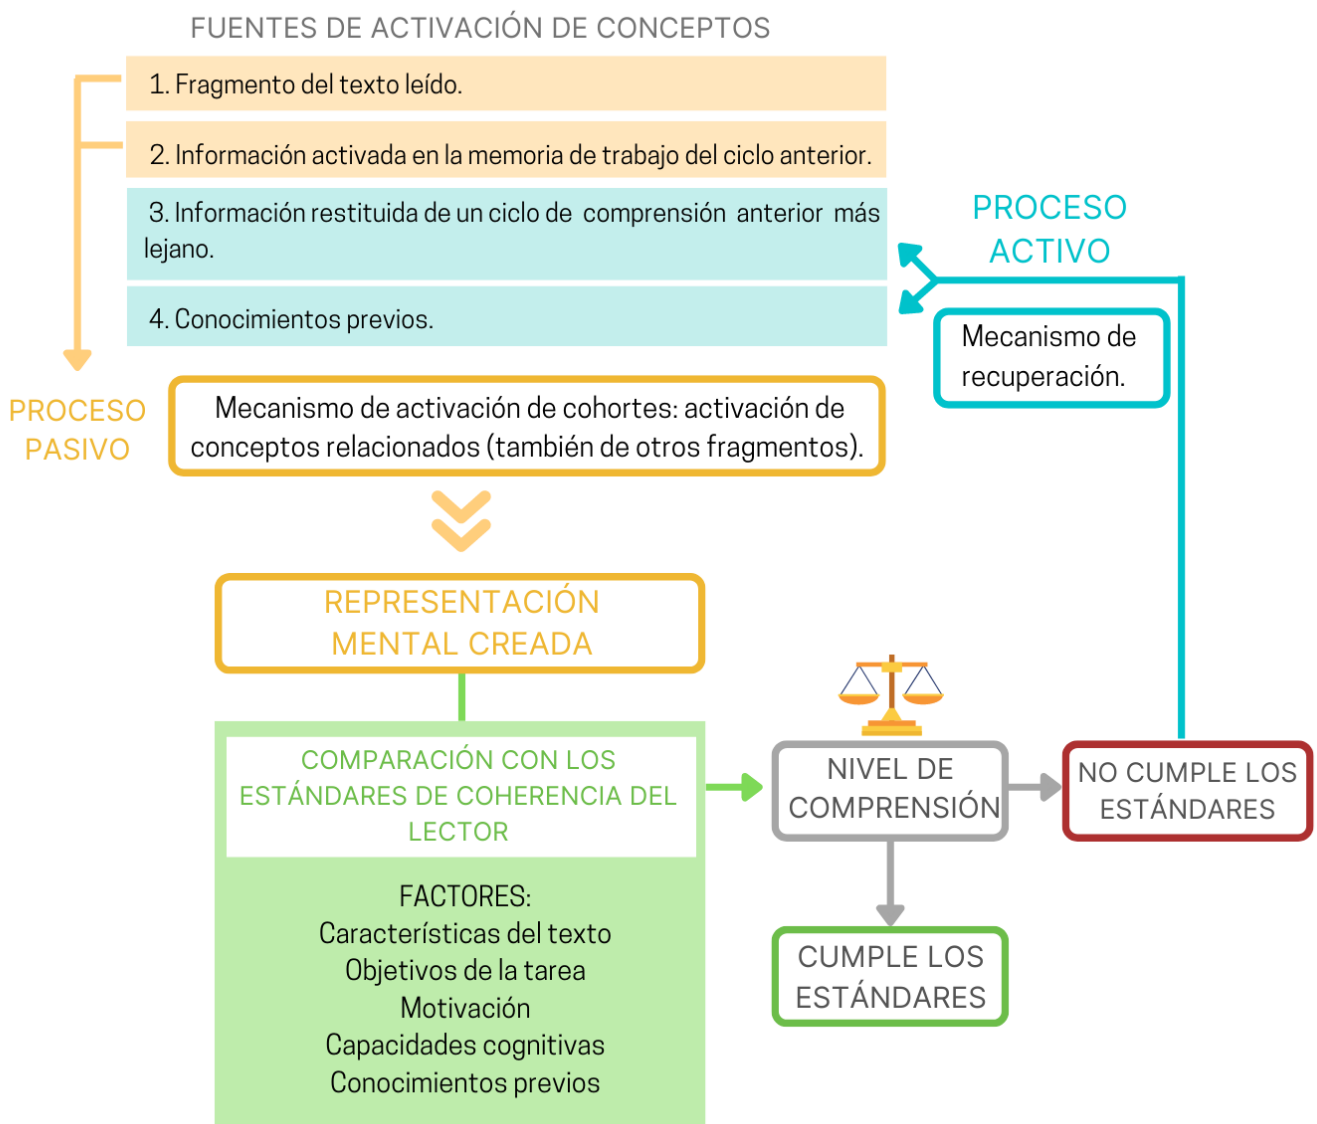 FUENTES DE ACTIVACIÓN DE CONCEPTOS
1. Fragmento del texto leído.
2. Información activada en la memoria de trabajo del ciclo anterior.
3. Información restituida de un ciclo de comprensión anterior más
lejano.
4. Conocimientos previos.
PROCESO
ACTIVO
Mecanismo de
recuperación.
PROCESO
PASIVO
Mecanismo de activación de cohortes: activación de
conceptos relacionados (también de otros fragmentos).
REPRESENTACIÓN
MENTAL CREADA
COMPARACIÓN CON LOS
ESTÁNDARES DE COHERENCIA DEL
LECTOR
FACTORES:
Características del texto
Objetivos de la tarea
Motivación
Capacidades cognitivas
Conocimientos previos
NIVEL DE
COMPRENSIÓN
NO CUMPLE LOS
ESTÁNDARES
CUMPLE LOS
ESTÁNDARES